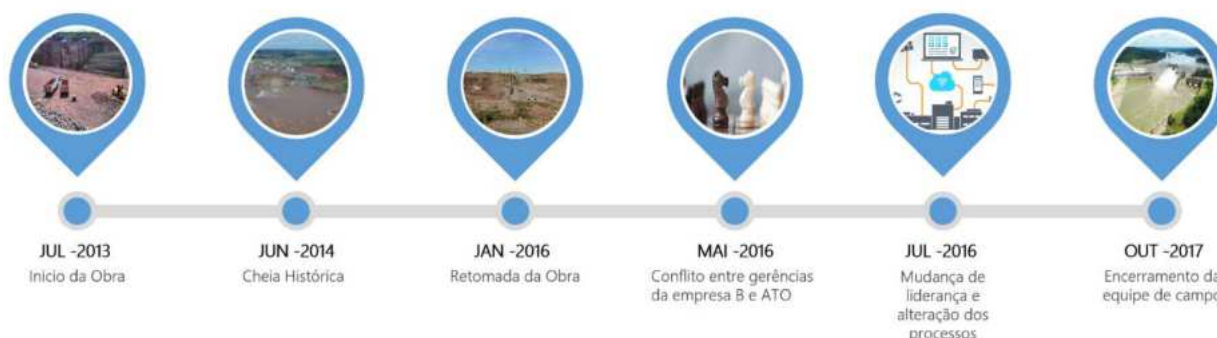 JUL -2013
Inicio da Obra
JUN -2014
Cheia Histórica
JAN -2016
Retomada da Obra
MAI -2016
Conflito entre gerências
da empresa B e ATO
JUL -2016
Mudança de
liderança e
alteração dos
processos
OUT -2017
Encerramento da
equipe de campo